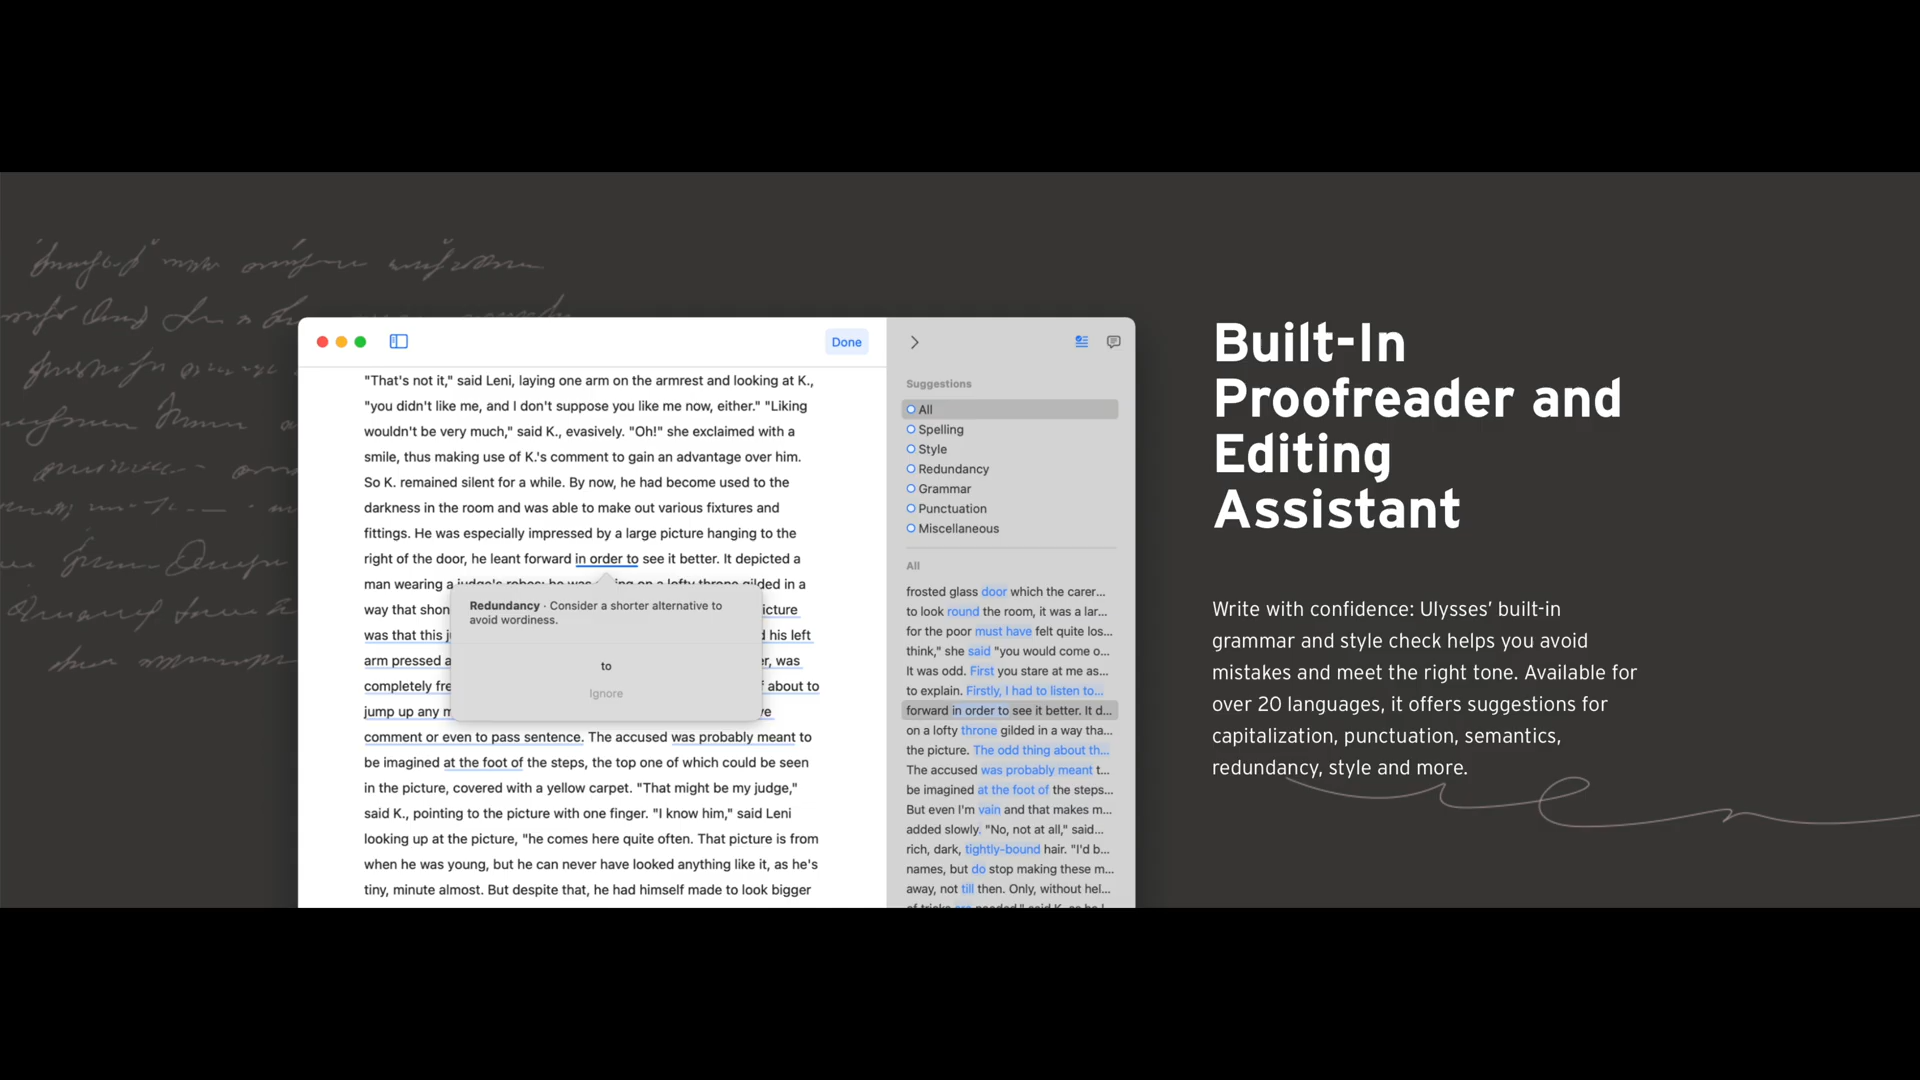 Done
"That's not it," said Leni, laying one arm on the armrest and looking at K.,
"you didn't like me, and I don't suppose you like me now, either." "Liking
wouldn't be very much," said K., evasively. "Oh!" she exclaimed with a
smile, thus making use of K.'s comment to gain an advantage over him.
So K. remained silent for a while. By now, he had become used to the
darkness in the room and was able to make out various fixtures and
fittings. He was especially impressed by a large picture hanging to the
right of the door, he leant forward in order to see it better. It depicted a
man wearing a judge's robes; he was on a lofty throne gilded in a
way that shon icture
was that this j d his left
arm pressed a r, was
completely fre f about to
jump up any m ve
comment or even to pass sentence. The accused was probably meant to
be imagined at the foot of the steps, the top one of which could be seen
in the picture, covered with a yellow carpet. "That might be my judge,"
said K., pointing to the picture with one finger. "I know him," said Leni
looking up at the picture, "he comes here quite often. That picture is from
when he was young, but he can never have looked anything like it, as he's
tiny, minute almost. But despite that, he had himself made to look bigger
Redundancy · Consider a shorter alternative to
avoid wordiness.
to
Ignore
Suggestions
All
Spelling
Style
Redundancy
Grammar
Punctuation
Miscellaneous
All
frosted glass door which the carer...
to look round the room, it was a lar...
for the poor must have felt quite los...
think," she said "you would come o...
It was odd. First you stare at me as...
to explain. Firstly, I had to listen to...
forward in order to see it better. It d...
on a lofty throne gilded in a way tha...
the picture. The odd thing about th...
The accused was probably meant t...
be imagined at the foot of the steps...
But even I'm vain and that makes m...
added slowly. "No, not at all," said...
rich, dark, tightly-bound hair. "I'd b...
names, but do stop making these m...
away, not till then. Only, without hel...
of tricks are needed," said K.
Built-In
Proofreader and
Editing
Assistant
Write with confidence: Ulysses’ built-in
grammar and style check helps you avoid
mistakes and meet the right tone. Available for
over 20 languages, it offers suggestions for
capitalization, punctuation, semantics,
redundancy, style and more.